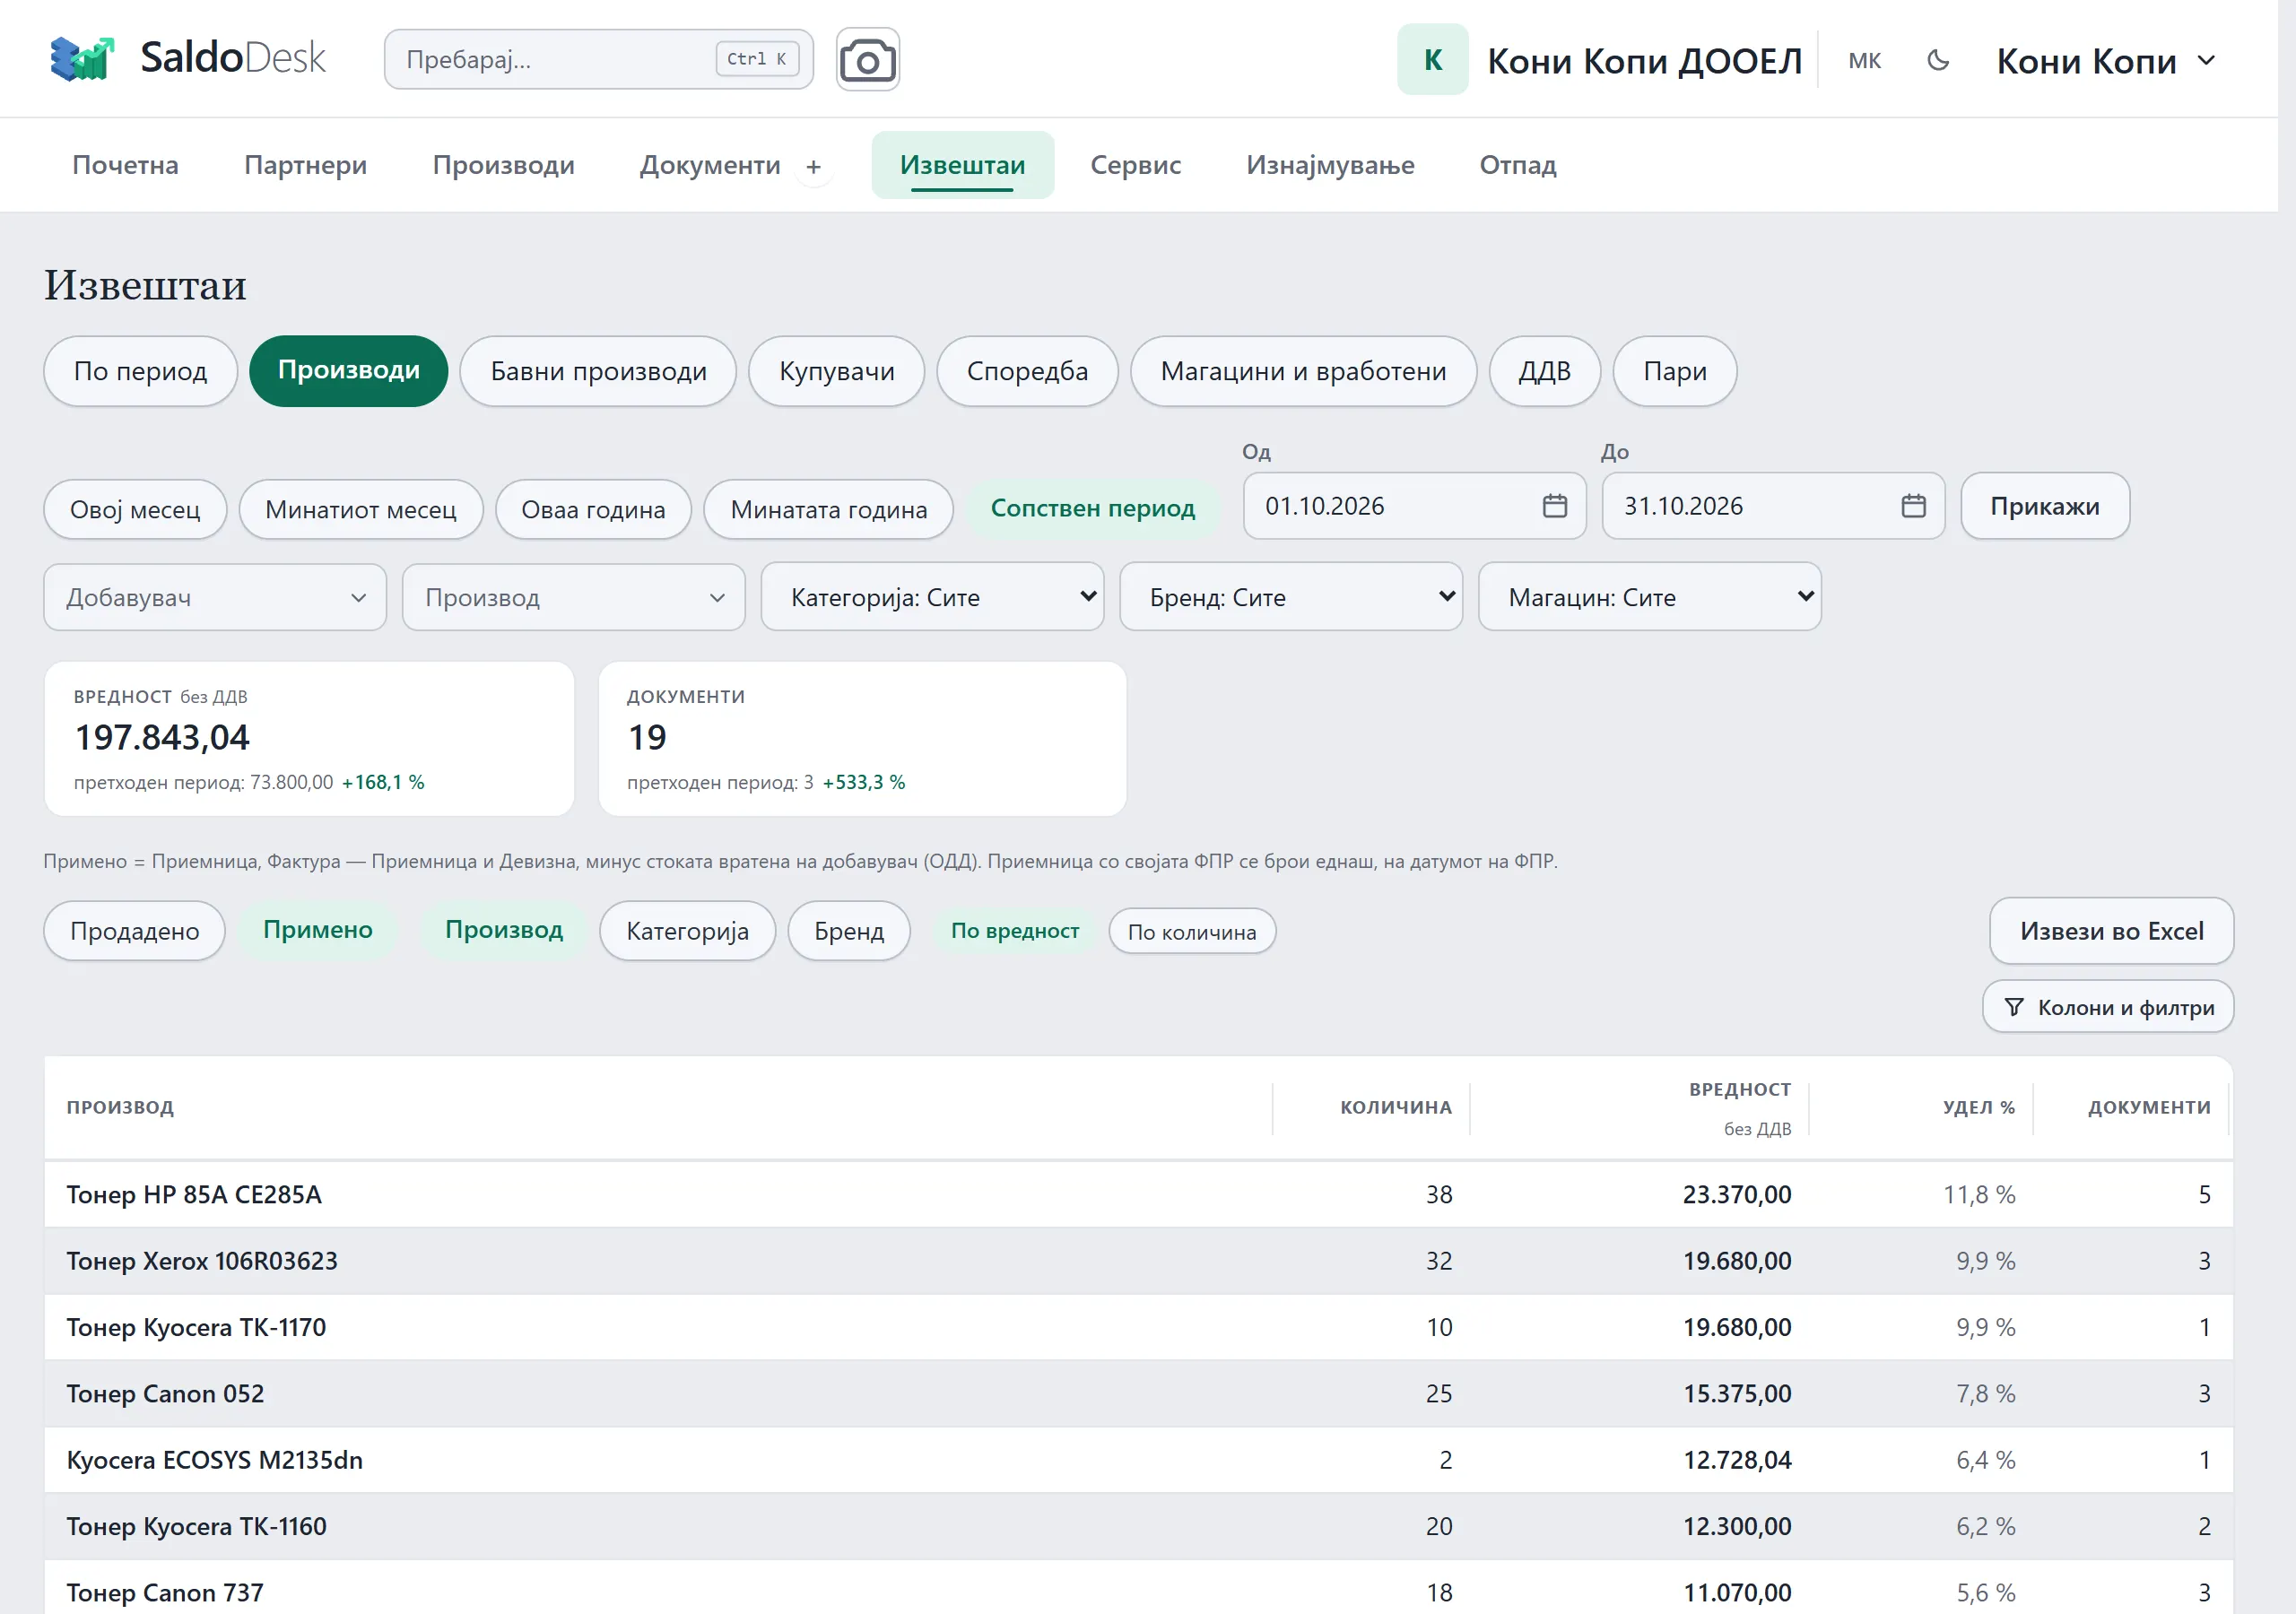 SaldoDesk
Пребарај... Ctrl K
К Кони Копи ДООЕЛ МК Кони Копи
Почетна Партнери Производи Документи + Извештаи Сервис Изнајмување Отпад
Извештаи
По период Производи Бавни производи Купувачи Споредба Магацини и вработени ДДВ Пари
Од До
Овој месец Минатиот месец Оваа година Минатата година Сопствен период 01.10.2026 31.10.2026 Прикажи
Добавувач Производ Категорија: Сите Бренд: Сите Магацин: Сите
ВРЕДНОСТ без ДДВ
197.843,04
претходен период: 73.800,00 +168,1 %
ДОКУМЕНТИ
19
претходен период: 3 +533,3 %
Примено = Приемница, Фактура — Приемница и Девизна, минус стоката вратена на добавувач (ОДД). Приемница со својата ФПР се брои еднаш, на датумот на ФПР.
Продадено Примено Производ Категорија Бренд По вредност По количина Извези во Excel
Колони и филтри
ПРОИЗВОД КОЛИЧИНА ВРЕДНОСТ без ДДВ УДЕЛ % ДОКУМЕНТИ
Тонер HP 85A CE285A 38 23.370,00 11,8 % 5
Тонер Xerox 106R03623 32 19.680,00 9,9 % 3
Тонер Kyocera TK-1170 10 19.680,00 9,9 % 1
Тонер Canon 052 25 15.375,00 7,8 % 3
Kyocera ECOSYS M2135dn 2 12.728,04 6,4 % 1
Тонер Kyocera TK-1160 20 12.300,00 6,2 % 2
Тонер Canon 737 18 11.070,00 5,6 % 3